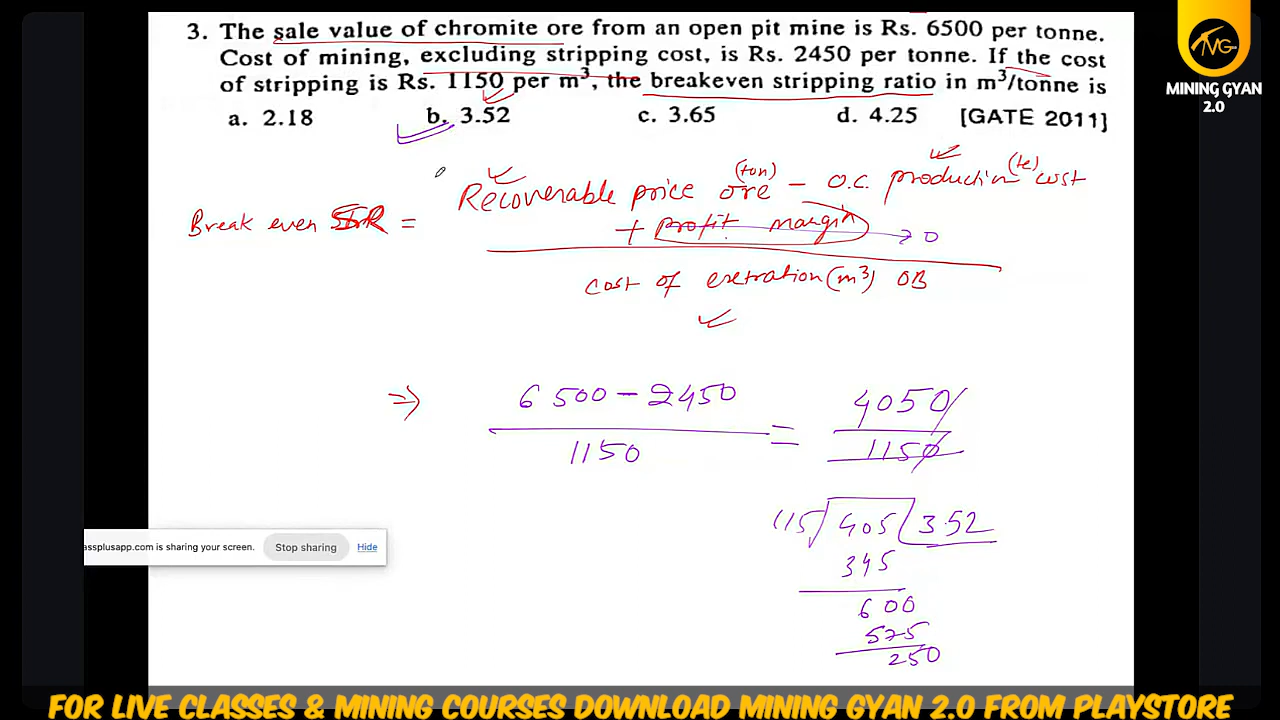 3. The sale value of chromite ore from an open pit mine is Rs. 6500 per tonne.
Cost of mining, excluding stripping cost, is Rs. 2450 per tonne. If the cost
of stripping is Rs. 1150 per m³, the breakeven stripping ratio in m³/tonne is
a. 2.18 b. 3.52 c. 3.65 d. 4.25 [GATE 2011]
TVG
MINING GYAN
2.0
(ton) (te)
Recoverable price ore - O.C. production cost
Break even SR =
+ profit margin → 0
cost of exetration (m³) OB
⇒ 6500 - 2450 = 4050
1150 1150
115 405 3.52
345
600
575
250
assplusapp.com is sharing your screen. Stop sharing Hide
FOR LIVE CLASSES & MINING COURSES DOWNLOAD MINING GYAN 2.0 FROM PLAYSTORE